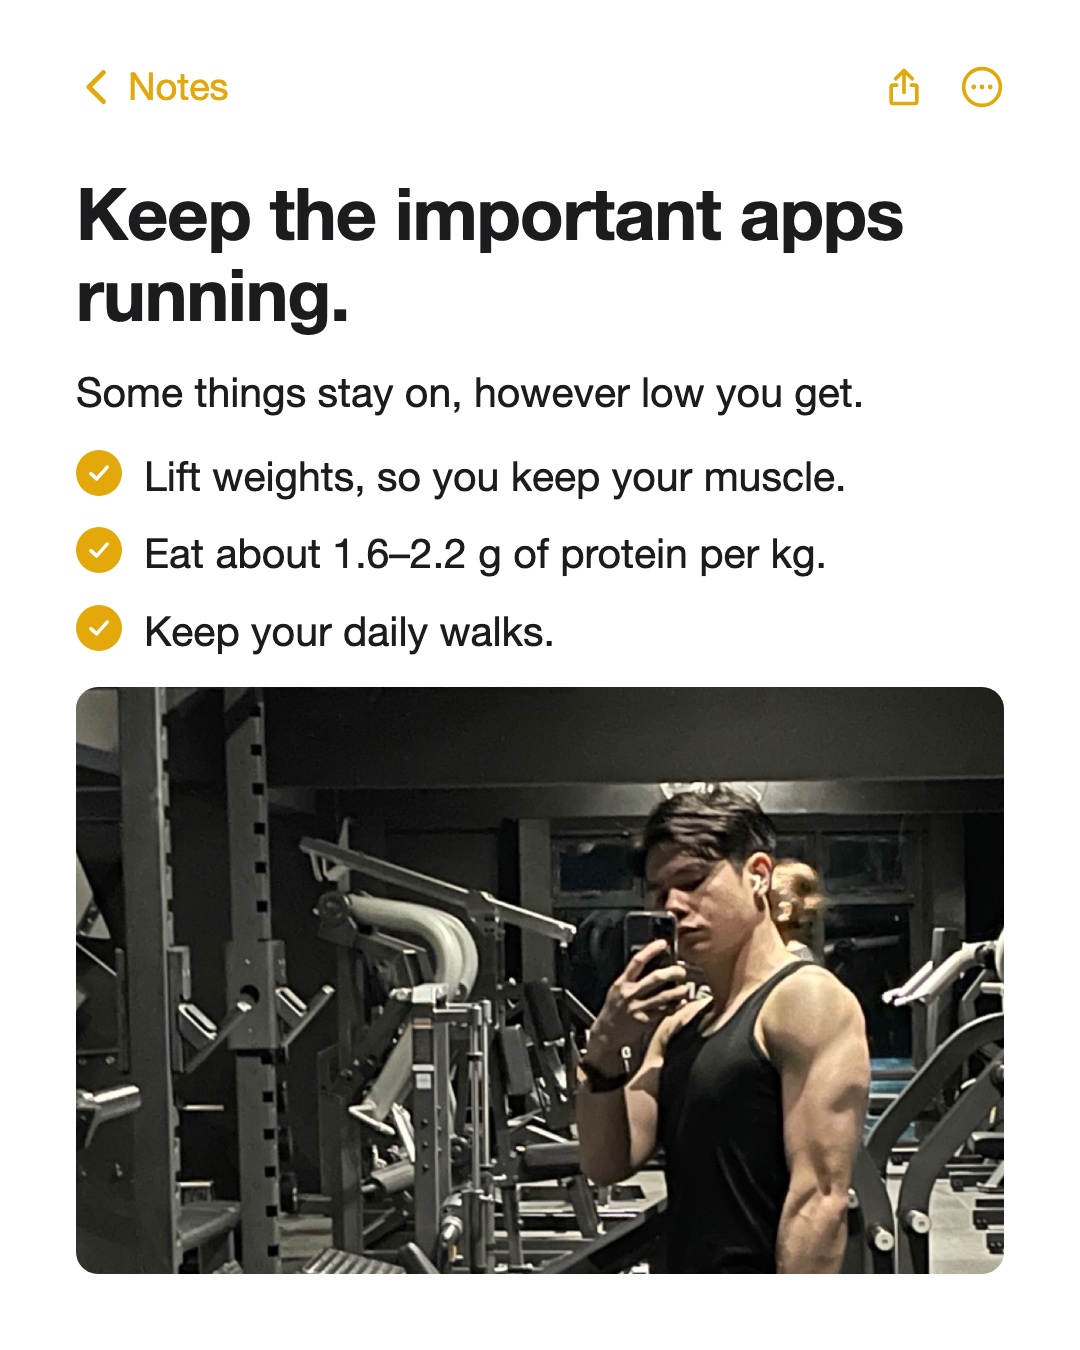 Notes
Keep the important apps
running.
Some things stay on, however low you get.
Lift weights, so you keep your muscle.
Eat about 1.6–2.2 g of protein per kg.
Keep your daily walks.